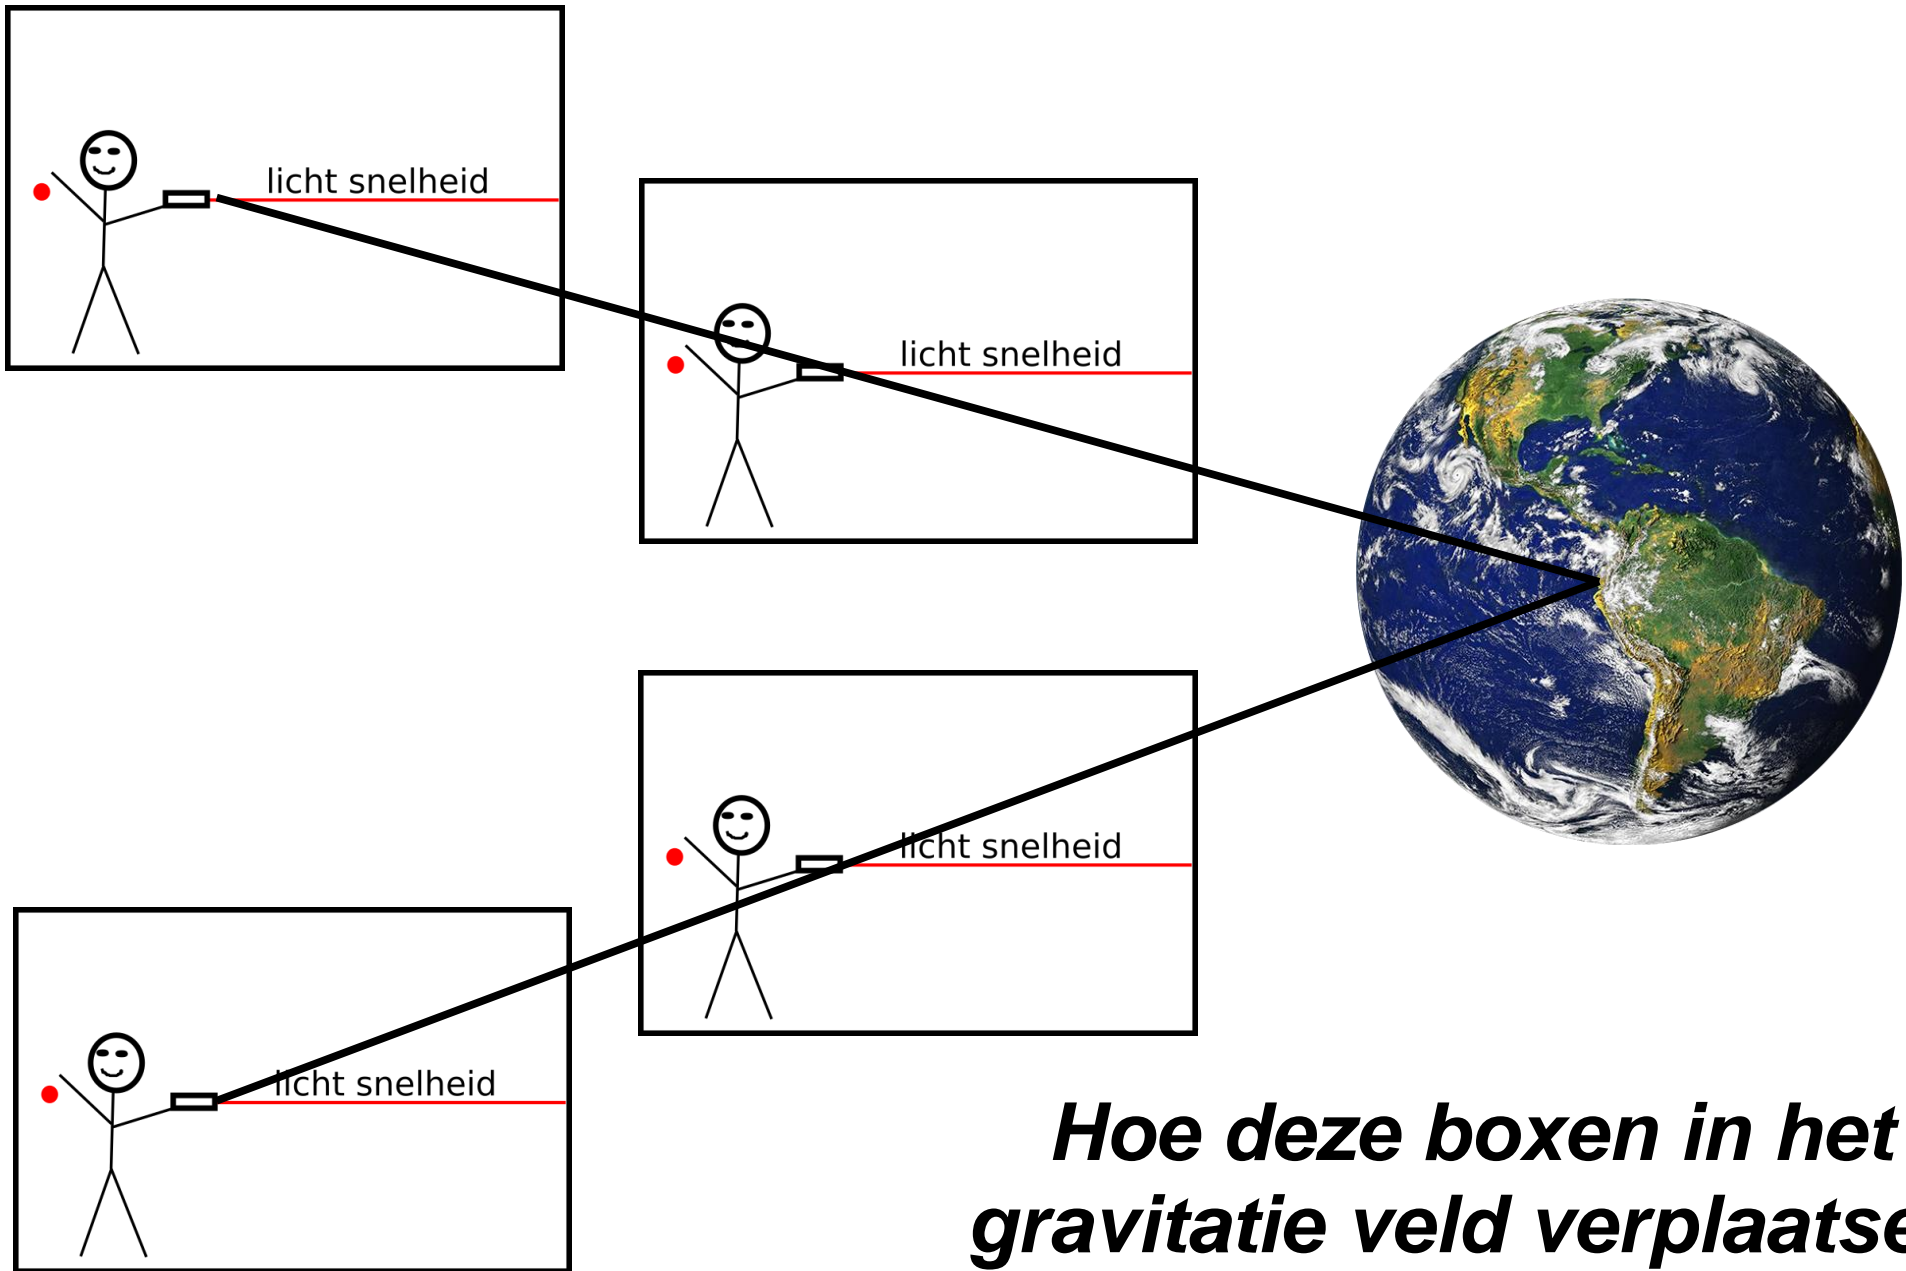 licht snelheid
licht snelheid
licht snelheid
licht snelheid
Hoe deze boxen in het
gravitatie veld verplaatse